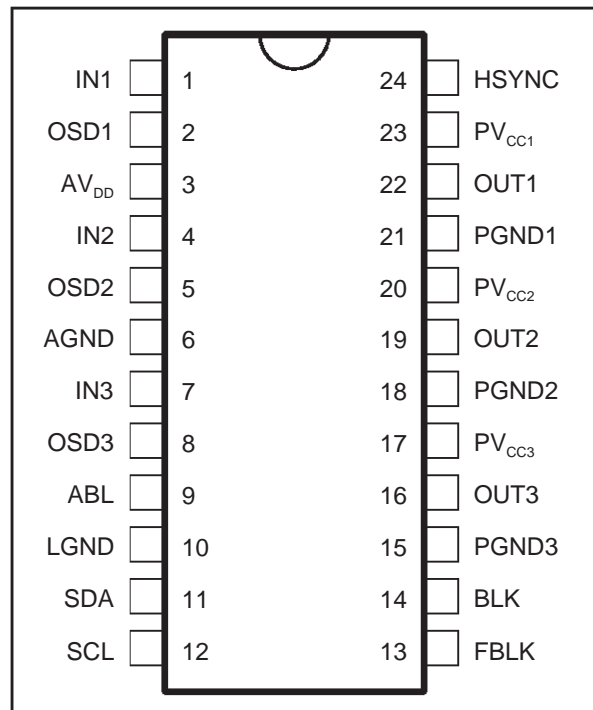 IN1 1 24 HSYNC
OSD1 2 23 PVCC1
AVDD 3 22 OUT1
IN2 4 21 PGND1
OSD2 5 20 PVCC2
AGND 6 19 OUT2
IN3 7 18 PGND2
OSD3 8 17 PVCC3
ABL 9 16 OUT3
LGND 10 15 PGND3
SDA 11 14 BLK
SCL 12 13 FBLK